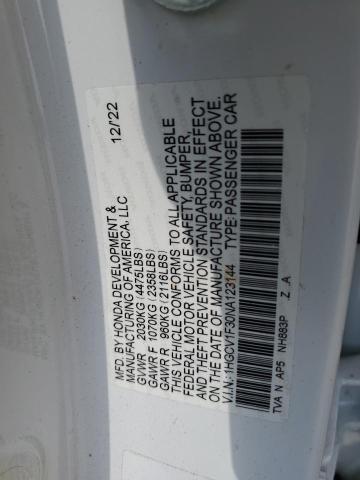 MFD. BY HONDA DEVELOPMENT & 12/'22
MANUFACTURING OF AMERICA, LLC
GVWR 2030KG (4475LBS)
GAWR F 1070KG (2358LBS)
GAWR R 960KG (2116LBS)
THIS VEHICLE CONFORMS TO ALL APPLICABLE
FEDERAL MOTOR VEHICLE SAFETY, BUMPER,
AND THEFT PREVENTION STANDARDS IN EFFECT
ON THE DATE OF MANUFACTURE SHOWN ABOVE.
V.I.N.: 1HGCV1F30NA123144 TYPE: PASSENGER CAR
TVA N AP5 NH883P Z A